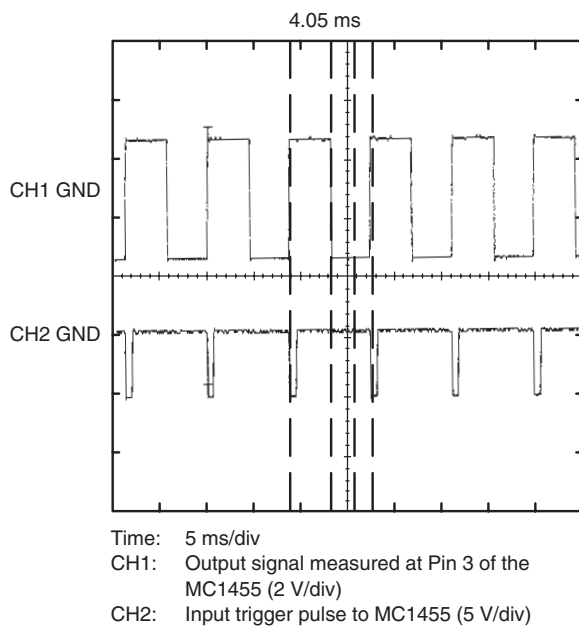 4.05 ms
CH1 GND
CH2 GND
Time: 5 ms/div
CH1: Output signal measured at Pin 3 of the
MC1455 (2 V/div)
CH2: Input trigger pulse to MC1455 (5 V/div)